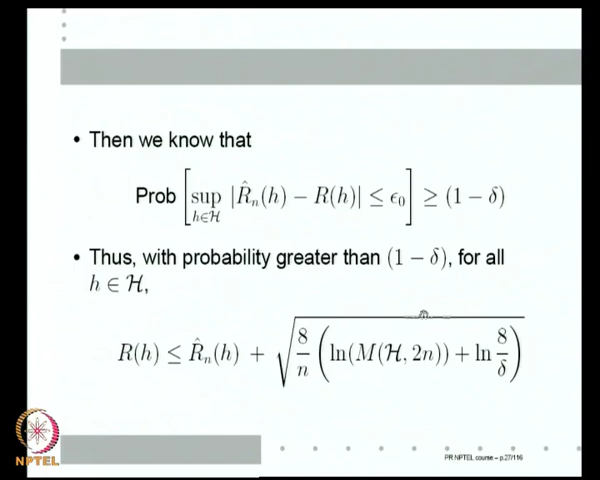 • Then we know that
Prob [sup_{h∈ℋ} |R̂_n(h) − R(h)| ≤ ϵ_0] ≥ (1 − δ)
• Thus, with probability greater than (1 − δ), for all
h ∈ ℋ,
R(h) ≤ R̂_n(h) + √(8/n (ln(M(ℋ, 2n)) + ln 8/δ))
NPTEL
PR NPTEL course – p.27/116